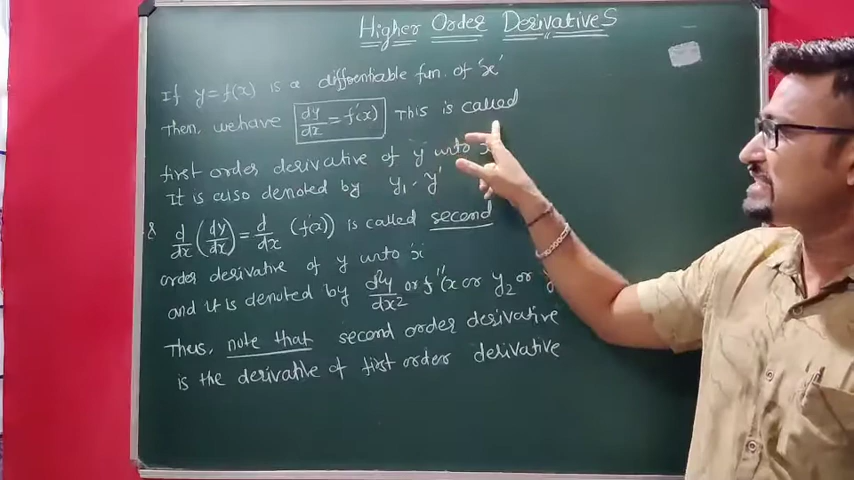 Higher Order Derivatives
If y=f(x) is a differentiable fun. of 'x'
Then, we have dy/dx = f'(x) This is called
first order derivative of 'y' w.r.to 'x'
It is also denoted by y₁ - y'
& d/dx (dy/dx) = d/dx (f'(x)) is called second
order derivative of y w.r.to 'x'
and it is denoted by d²y/dx² or f''(x or y₂ or
Thus, note that second order derivative
is the derivative of first order derivative